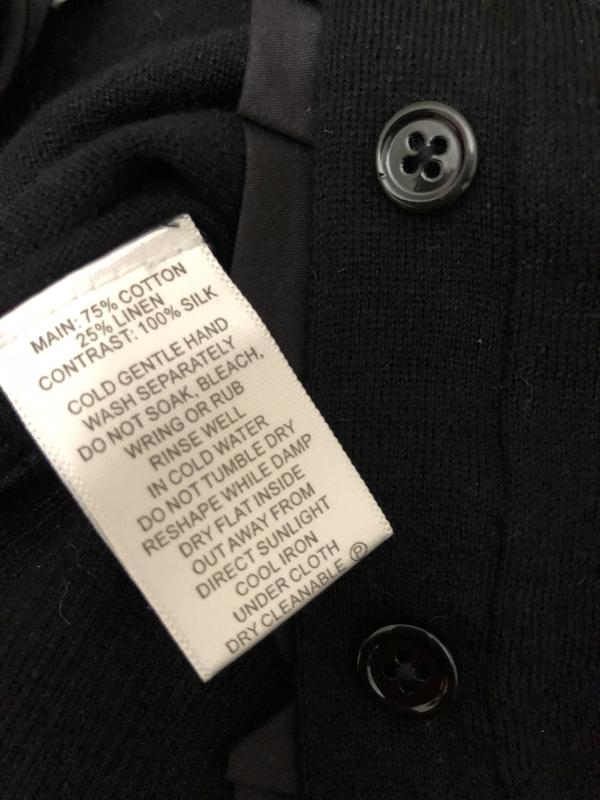 MAIN: 75% COTTON
25% LINEN
CONTRAST: 100% SILK
COLD GENTLE HAND
WASH SEPARATELY
DO NOT SOAK, BLEACH,
WRING OR RUB
RINSE WELL
IN COLD WATER
DO NOT TUMBLE DRY
RESHAPE WHILE DAMP
DRY FLAT INSIDE
OUT AWAY FROM
DIRECT SUNLIGHT
COOL IRON
UNDER CLOTH
DRY CLEANABLE Ⓟ